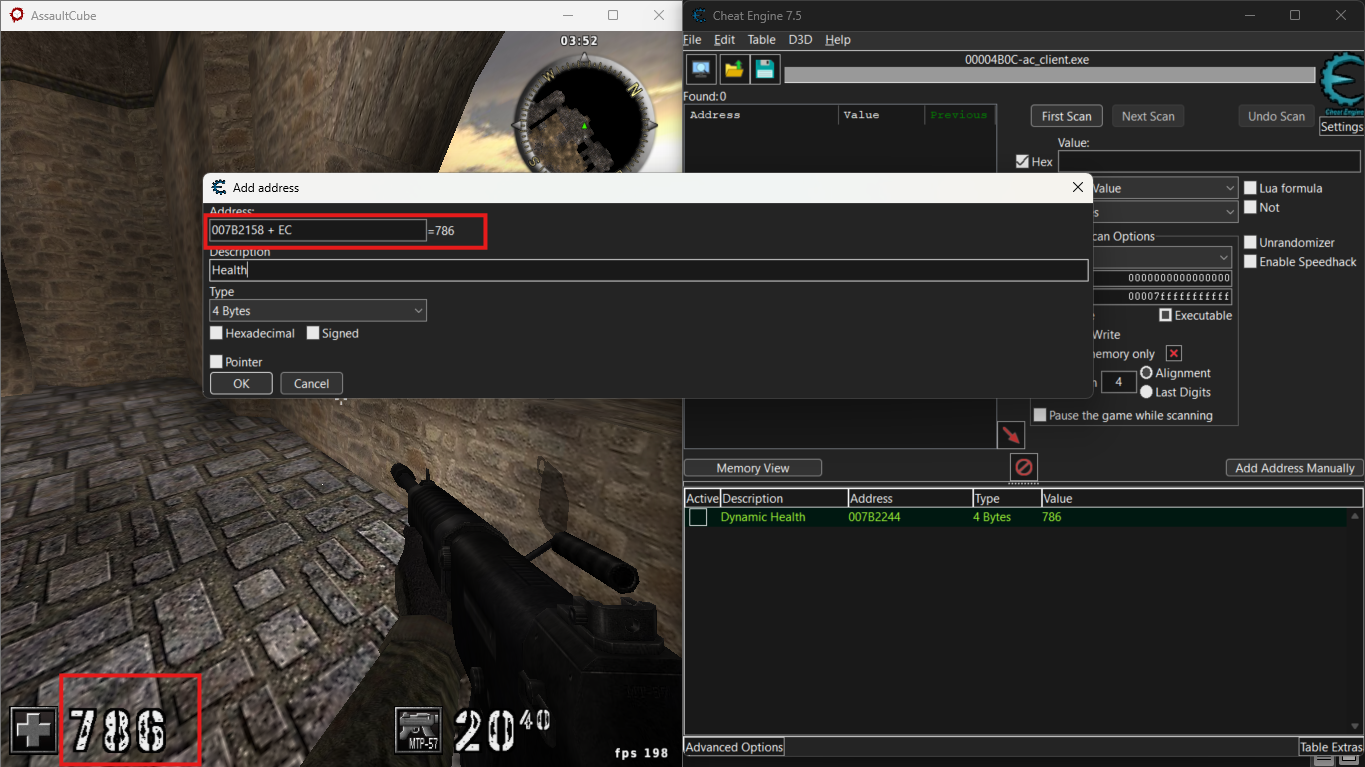 AssaultCube
03:52
W
N
S
786
MTP-57
20 40
fps 198
Cheat Engine 7.5
File Edit Table D3D Help
00004B0C-ac_client.exe
Found:0
Address Value Previous
First Scan Next Scan Undo Scan
Cheat Engine
Settings
Value:
Hex
Value
Lua formula
s
Not
can Options
Unrandomizer
Enable Speedhack
0000000000000000
00007fffffffffff
e Executable
Write
emory only
n 4 Alignment
Last Digits
Pause the game while scanning
Add address
Address:
007B2158 + EC =786
Description
Health
Type
4 Bytes
Hexadecimal Signed
Pointer
OK Cancel
Memory View Add Address Manually
Active Description Address Type Value
Dynamic Health 007B2244 4 Bytes 786
Advanced Options Table Extras